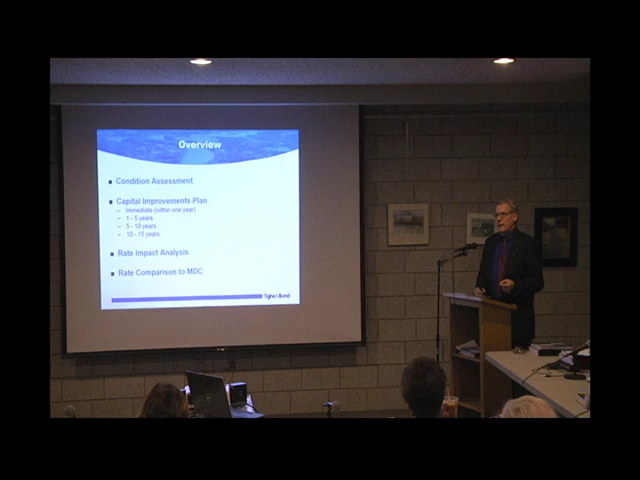 Overview
Condition Assessment
Capital Improvements Plan
– Immediate (within one year)
– 1 - 5 years
– 5 - 10 years
– 10 - 15 years
Rate Impact Analysis
Rate Comparison to MDC
Tighe&Bond